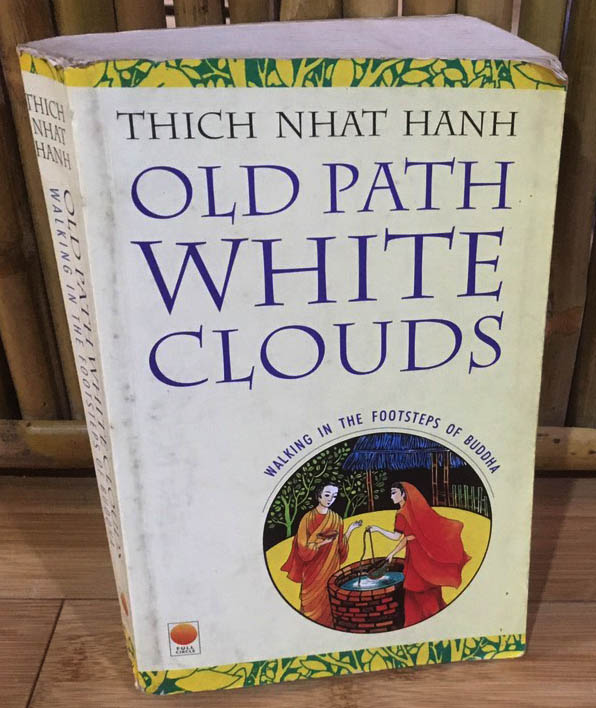 THICH NHAT HANH
OLD PATH
WHITE
CLOUDS
WALKING IN THE FOOTSTEPS OF BUDDHA
FULL
CIRCLE
THICH
NHAT
HANH
OLD PATH WHITE CLOUDS
WALKING IN THE FOOTSTEPS OF